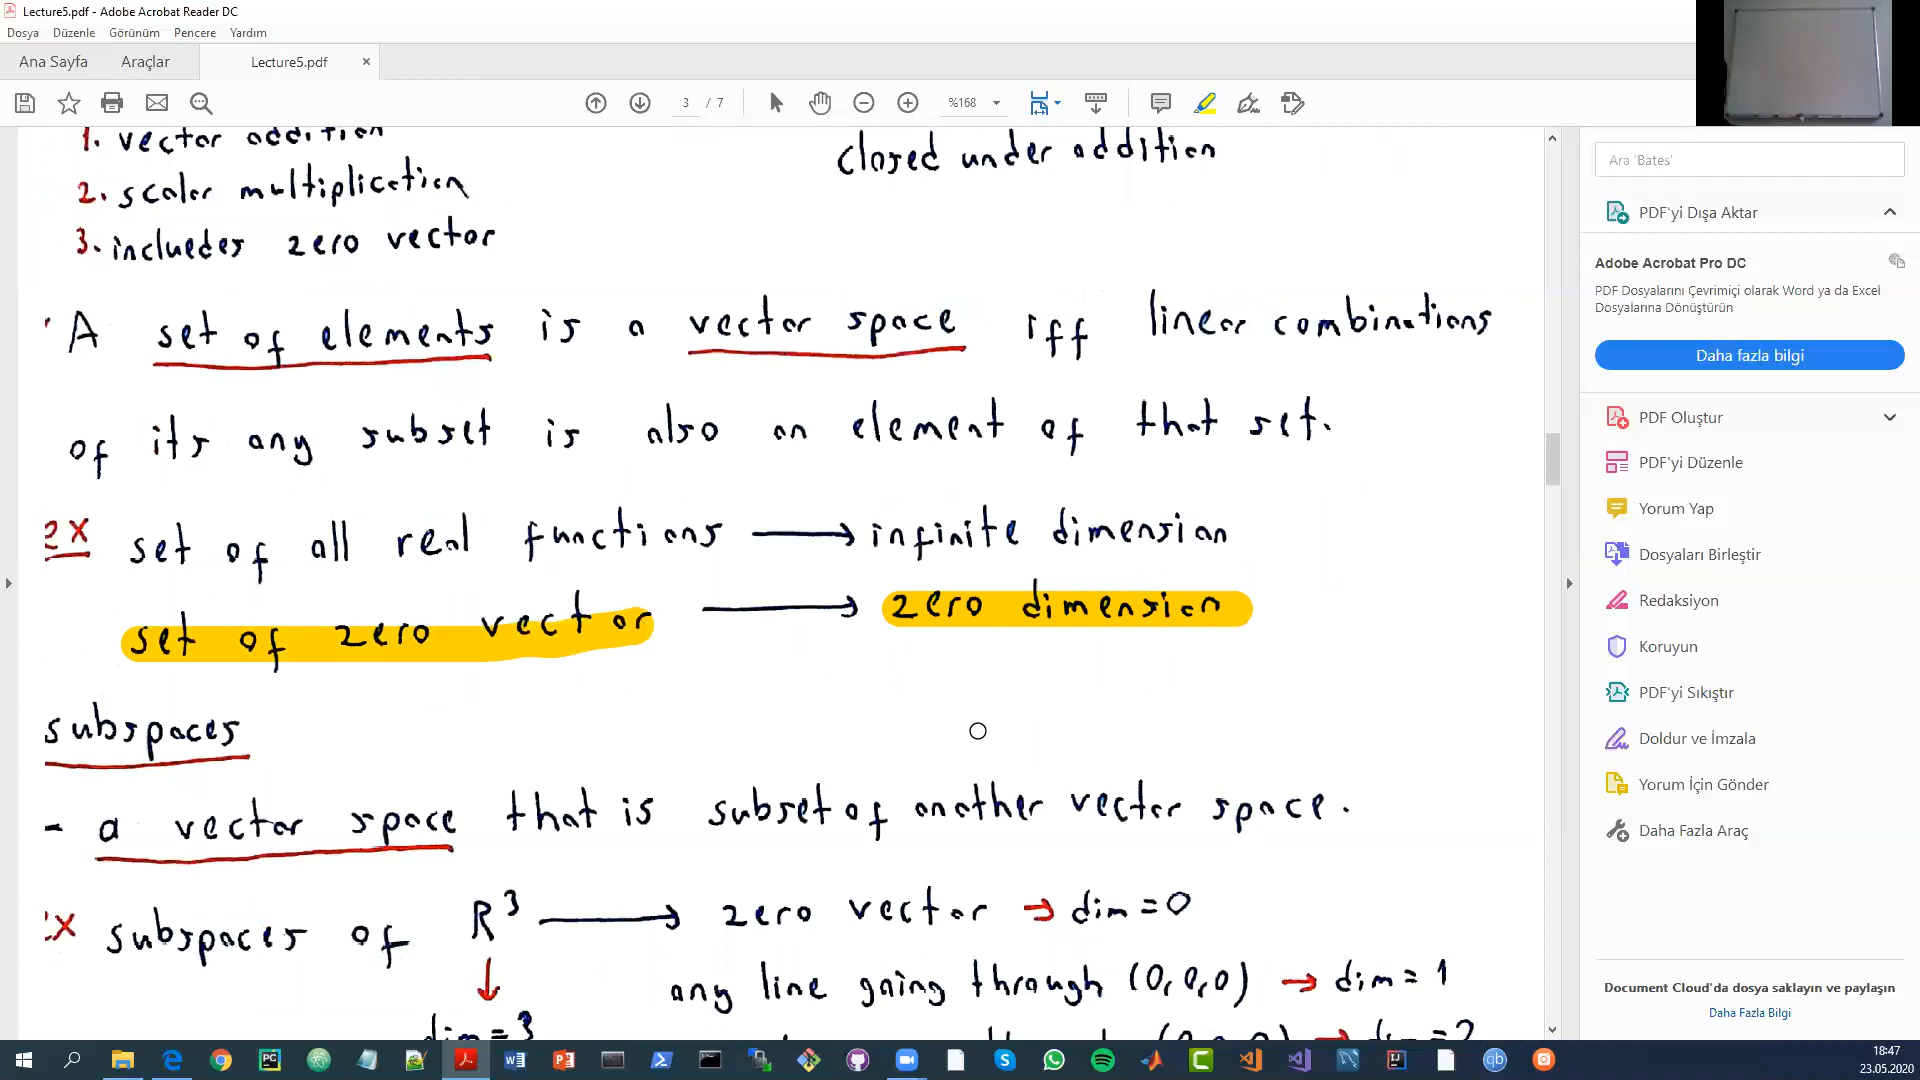 Lecture5.pdf - Adobe Acrobat Reader DC
Dosya Düzenle Görünüm Pencere Yardım
Ana Sayfa Araçlar Lecture5.pdf ×
3 / 7 %168
1. vector addition
closed under addition
2. scalar multiplication
3. includes zero vector
A set of elements is a vector space iff linear combinations
of its any subset is also an element of that set.
EX set of all real functions → infinite dimension
set of zero vector → zero dimension
subspaces
- a vector space that is subset of another vector space.
EX subspaces of R³ → zero vector → dim = 0
any line going through (0,0,0) → dim = 1
dim = 3
Ara 'Bates'
PDF'yi Dışa Aktar
Adobe Acrobat Pro DC
PDF Dosyalarını Çevrimiçi olarak Word ya da Excel
Dosyalarına Dönüştürün
Daha fazla bilgi
PDF Oluştur
PDF'yi Düzenle
Yorum Yap
Dosyaları Birleştir
Redaksiyon
Koruyun
PDF'yi Sıkıştır
Doldur ve İmzala
Yorum İçin Gönder
Daha Fazla Araç
Document Cloud'da dosya saklayın ve paylaşın
Daha Fazla Bilgi
18:47
23.05.2020